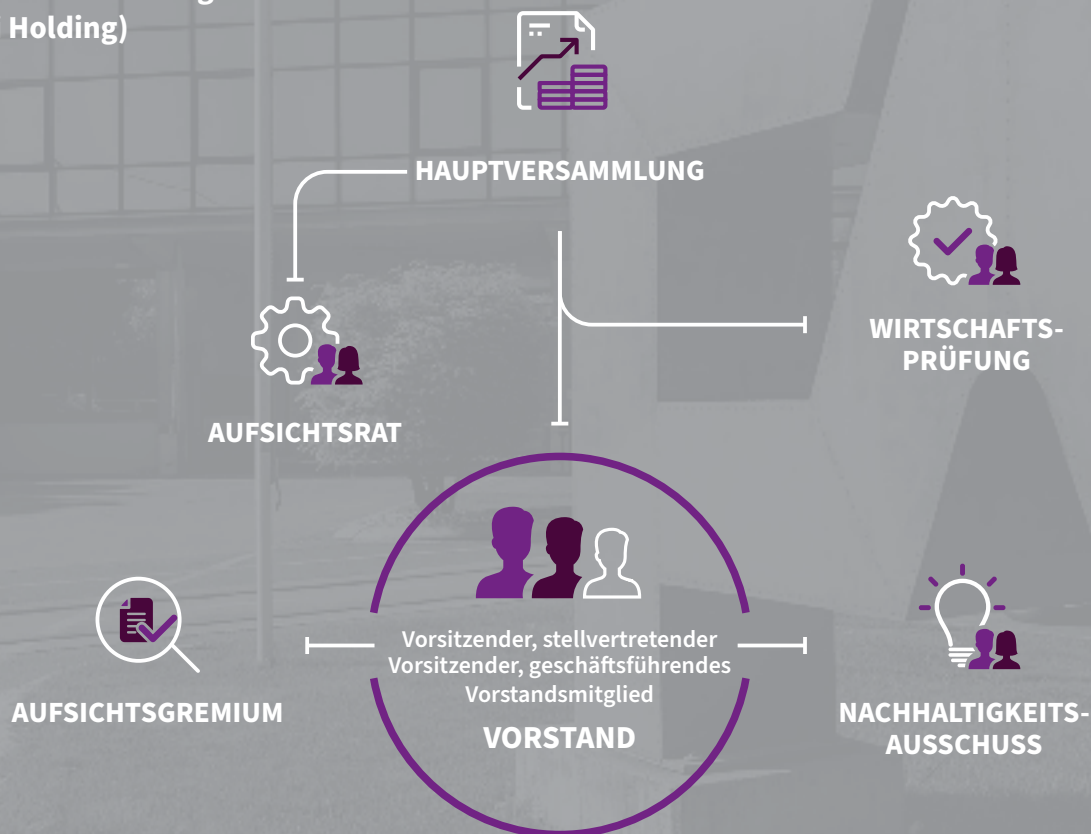 Holding)
HAUPTVERSAMMLUNG
WIRTSCHAFTS-
PRÜFUNG
AUFSICHTSRAT
Vorsitzender, stellvertretender
Vorsitzender, geschäftsführendes
Vorstandsmitglied
VORSTAND
AUFSICHTSGREMIUM
NACHHALTIGKEITS-
AUSSCHUSS